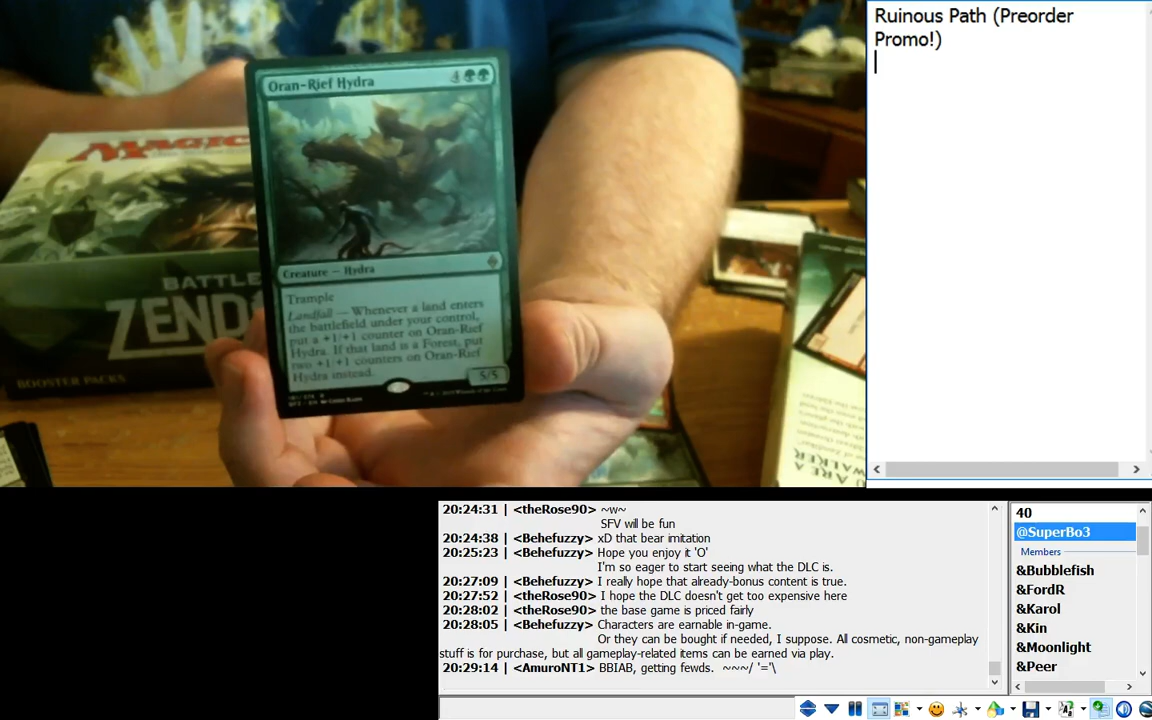 Ruinous Path (Preorder
Promo!)
Oran-Rief Hydra 4
Creature — Hydra
Trample
Landfall — Whenever a land enters
the battlefield under your control,
put a +1/+1 counter on Oran-Rief
Hydra. If that land is a Forest, put
two +1/+1 counters on Oran-Rief
Hydra instead.
5/5
MAGIC
BATTLE
ZEND
BOOSTER PACKS
ARE A
WALKER
20:24:31 | <theRose90> ~w~
SFV will be fun
20:24:38 | <Behefuzzy> xD that bear imitation
20:25:23 | <Behefuzzy> Hope you enjoy it 'O'
I'm so eager to start seeing what the DLC is.
20:27:09 | <Behefuzzy> I really hope that already-bonus content is true.
20:27:52 | <theRose90> I hope the DLC doesn't get too expensive here
20:28:02 | <theRose90> the base game is priced fairly
20:28:05 | <Behefuzzy> Characters are earnable in-game.
Or they can be bought if needed, I suppose. All cosmetic, non-gameplay
stuff is for purchase, but all gameplay-related items can be earned via play.
20:29:14 | <AmuroNT1> BBIAB, getting fewds. ~~~/ '='\
40
@SuperBo3
Members
&Bubblefish
&FordR
&Karol
&Kin
&Moonlight
&Peer